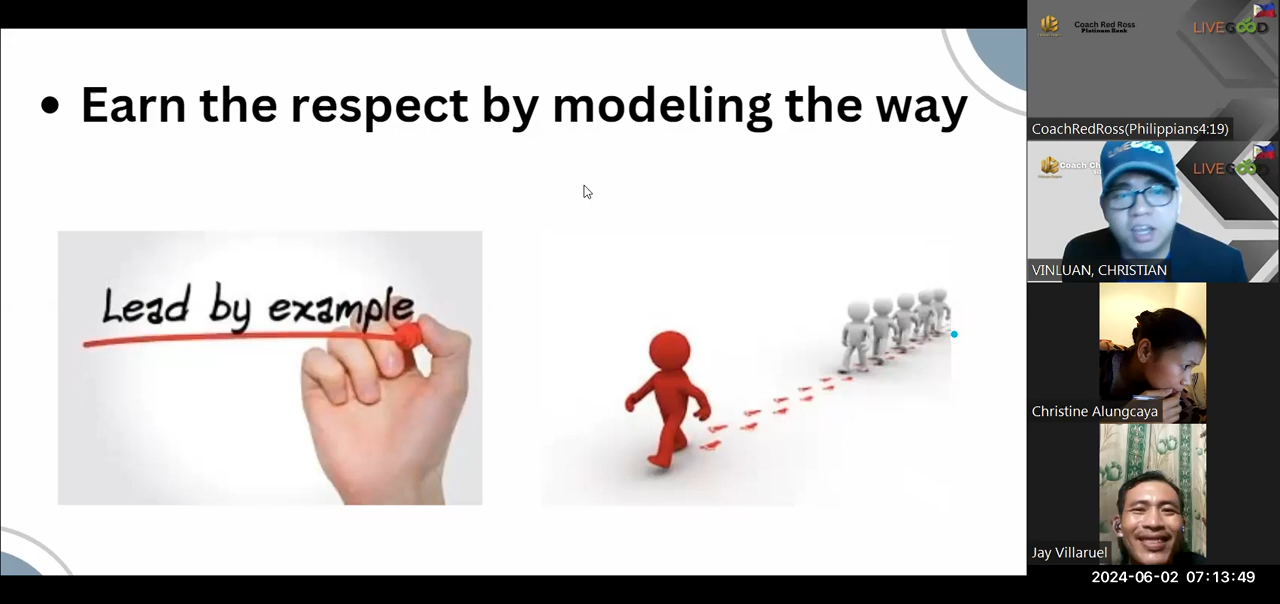 • Earn the respect by modeling the way
Lead by example
Coach Red Ross
Platinum Rank
LIVEGOOD
CoachRedRoss(Philippians4:19)
LIVEGOOD
LIVEGOOD
VINLUAN, CHRISTIAN
Christine Alungcaya
Jay Villaruel
2024-06-02 07:13:49